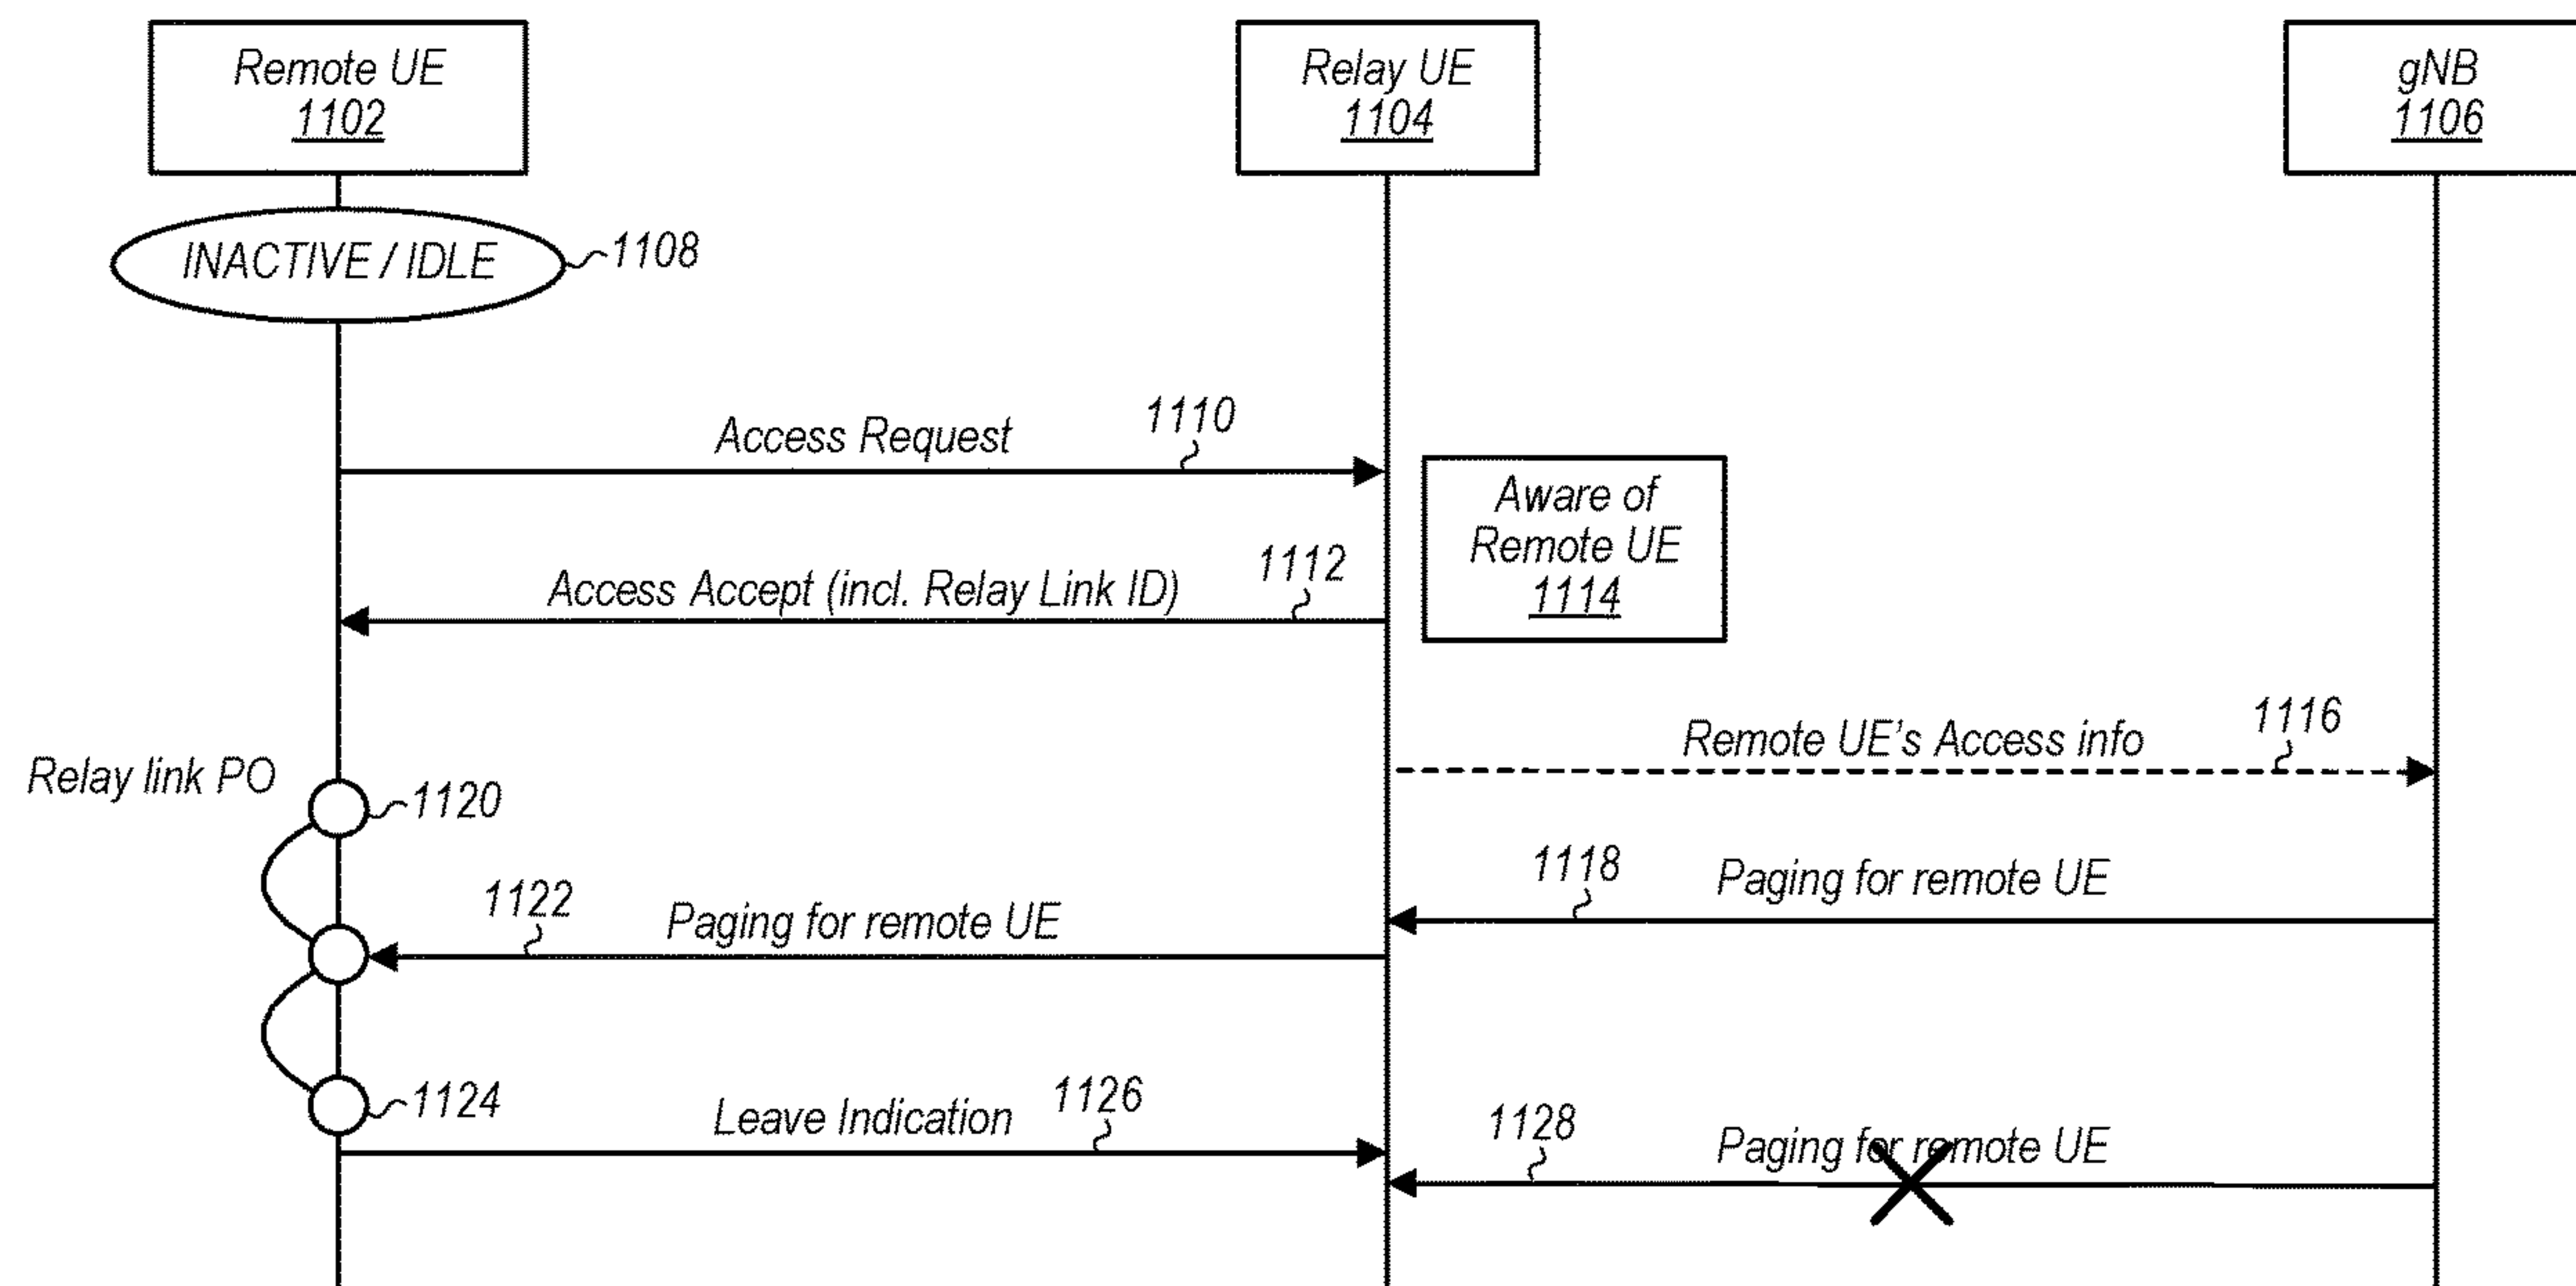 Remote UE
1102
Relay UE
1104
gNB
1106
INACTIVE / IDLE
1108
Access Request
1110
Aware of
Remote UE
1114
Access Accept (incl. Relay Link ID)
1112
Remote UE's Access info
1116
Relay link PO
1120
1118
Paging for remote UE
1122
Paging for remote UE
1124
Leave Indication
1126
1128
Paging for remote UE